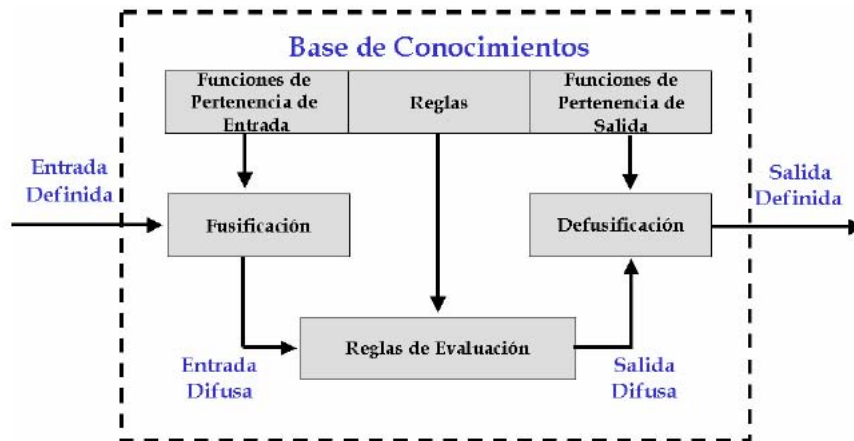 Base de Conocimientos
Funciones de
Pertenencia de
Entrada
Reglas
Funciones de
Pertenencia de
Salida
Entrada
Definida
Fusificación
Defusificación
Salida
Definida
Entrada
Difusa
Reglas de Evaluación
Salida
Difusa